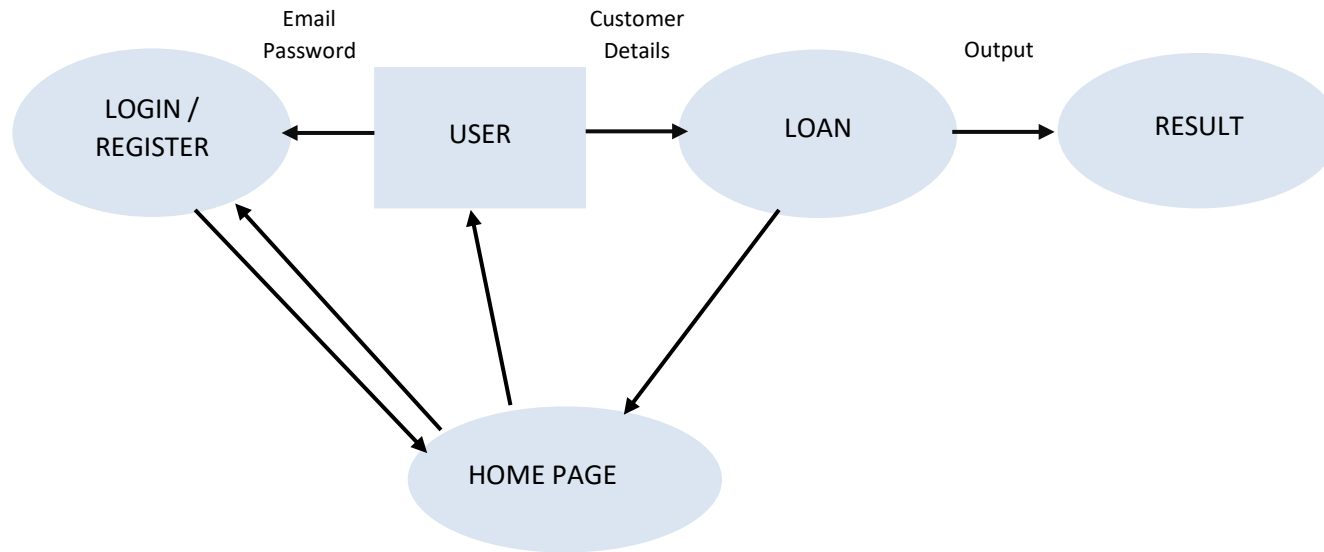 Email
Password
Customer
Details
Output
LOGIN /
REGISTER
USER
LOAN
RESULT
HOME PAGE